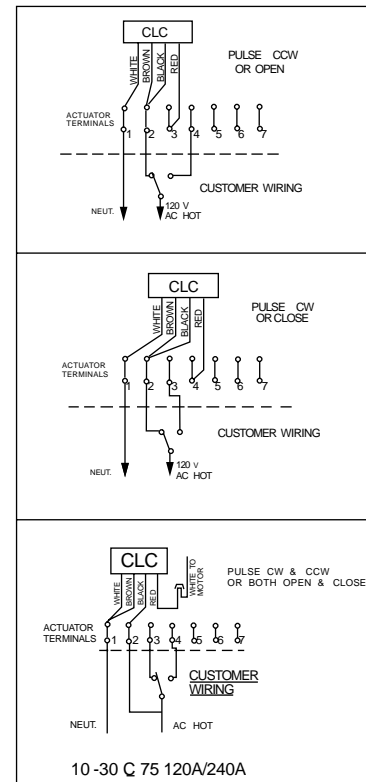 CLC
PULSE CCW
OR OPEN
WHITE
BROWN
BLACK
RED
ACTUATOR
TERMINALS
1 2 3 4 5 6 7
CUSTOMER WIRING
NEUT.
120 V
AC HOT
CLC
PULSE CW
OR CLOSE
WHITE
BROWN
BLACK
RED
ACTUATOR
TERMINALS
1 2 3 4 5 6 7
CUSTOMER WIRING
NEUT.
120 V
AC HOT
CLC
PULSE CW & CCW
OR BOTH OPEN & CLOSE
WHITE
BROWN
BLACK
RED
WHITE TO
MOTOR
ACTUATOR
TERMINALS
1 2 3 4 5 6 7
CUSTOMER
WIRING
NEUT.
AC HOT
10 -30 C 75 120A/240A